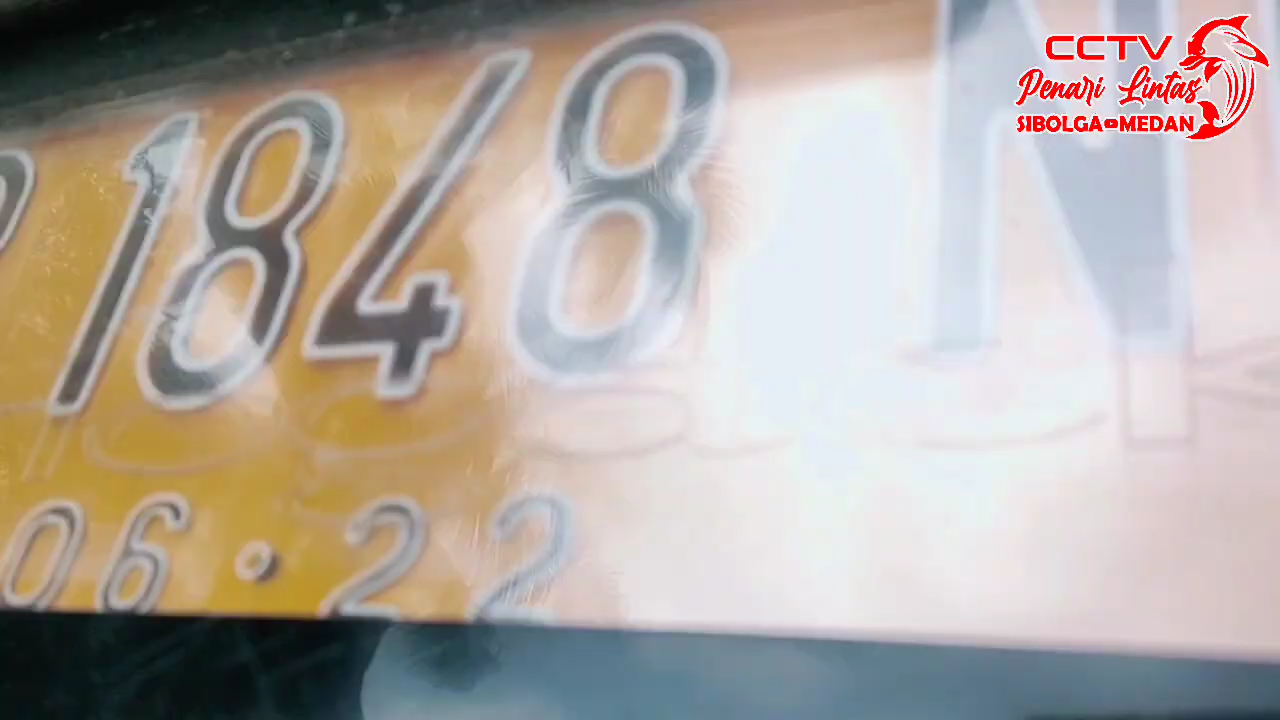 CCTV
Penari Lintas
SIBOLGA-MEDAN
1848 N
06·22